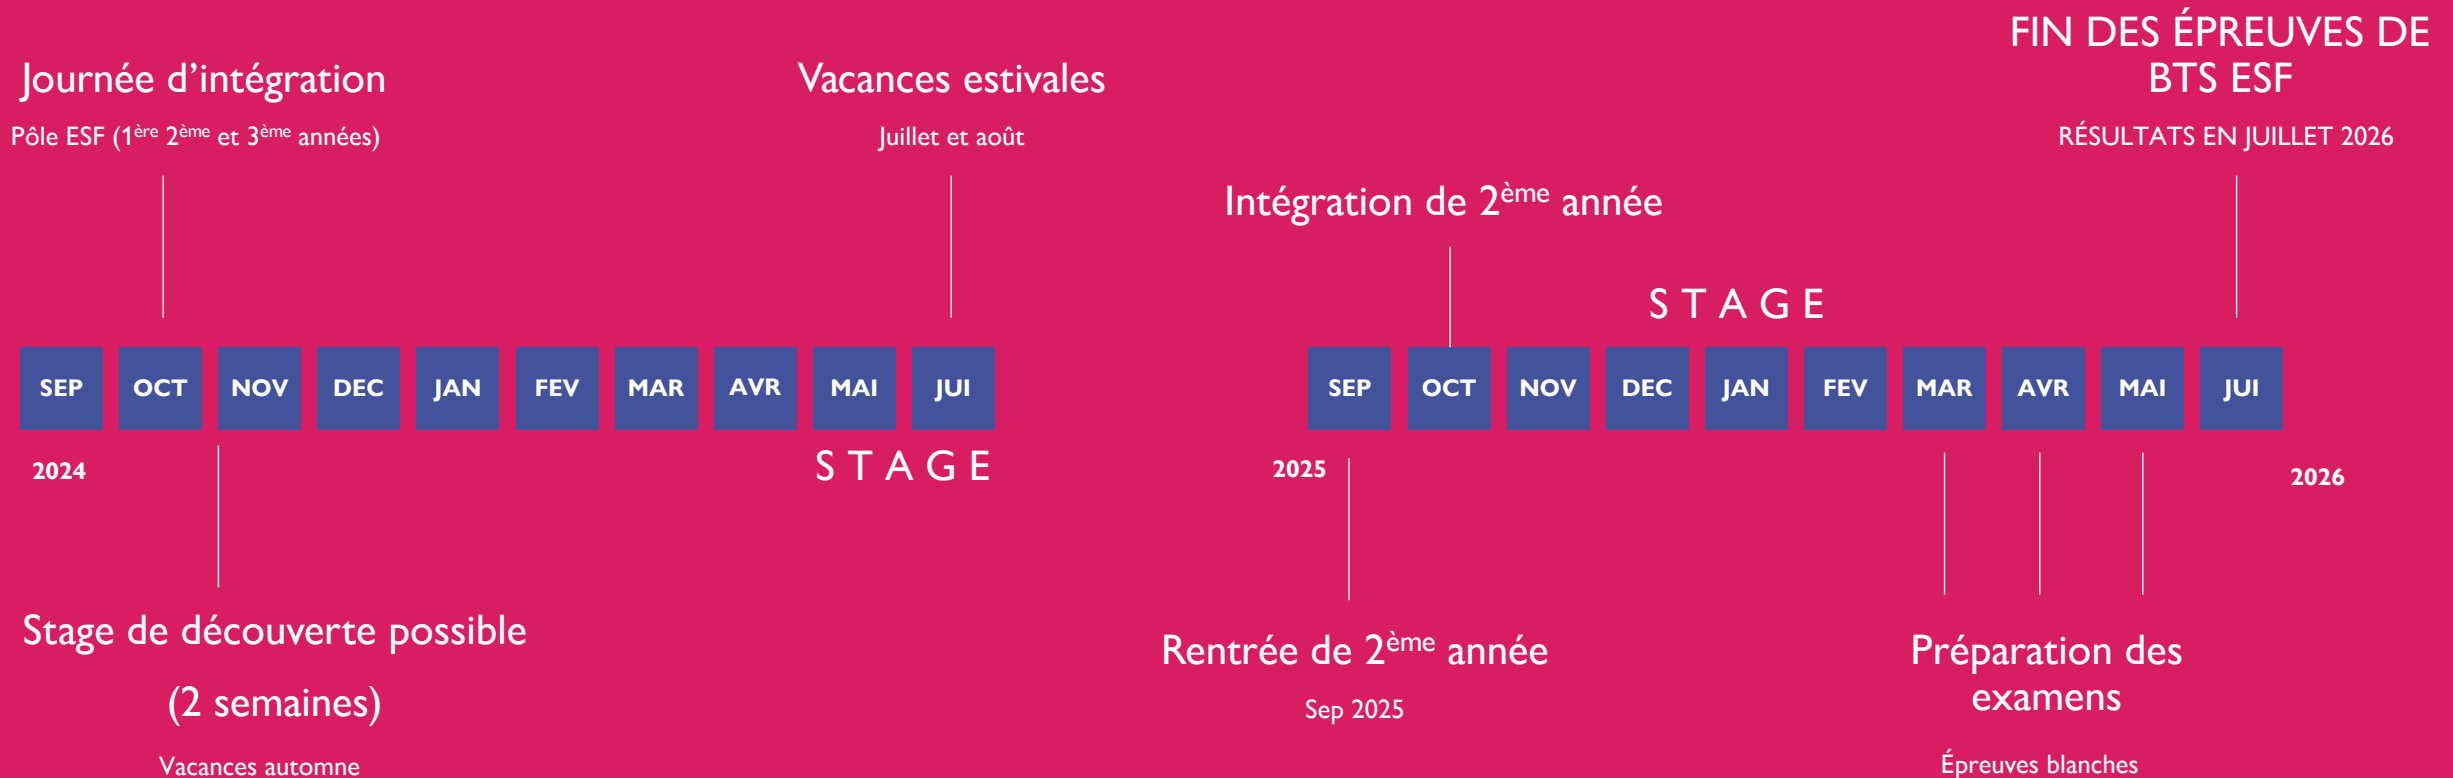 FIN DES ÉPREUVES DE
BTS ESF
RÉSULTATS EN JUILLET 2026
Journée d’intégration
Pôle ESF (1ère 2ème et 3ème années)
Vacances estivales
Juillet et août
Intégration de 2ème année
S T A G E
SEP OCT NOV DEC JAN FEV MAR AVR MAI JUI
SEP OCT NOV DEC JAN FEV MAR AVR MAI JUI
2024
S T A G E
2025
2026
Stage de découverte possible
(2 semaines)
Vacances automne
Rentrée de 2ème année
Sep 2025
Préparation des
examens
Épreuves blanches